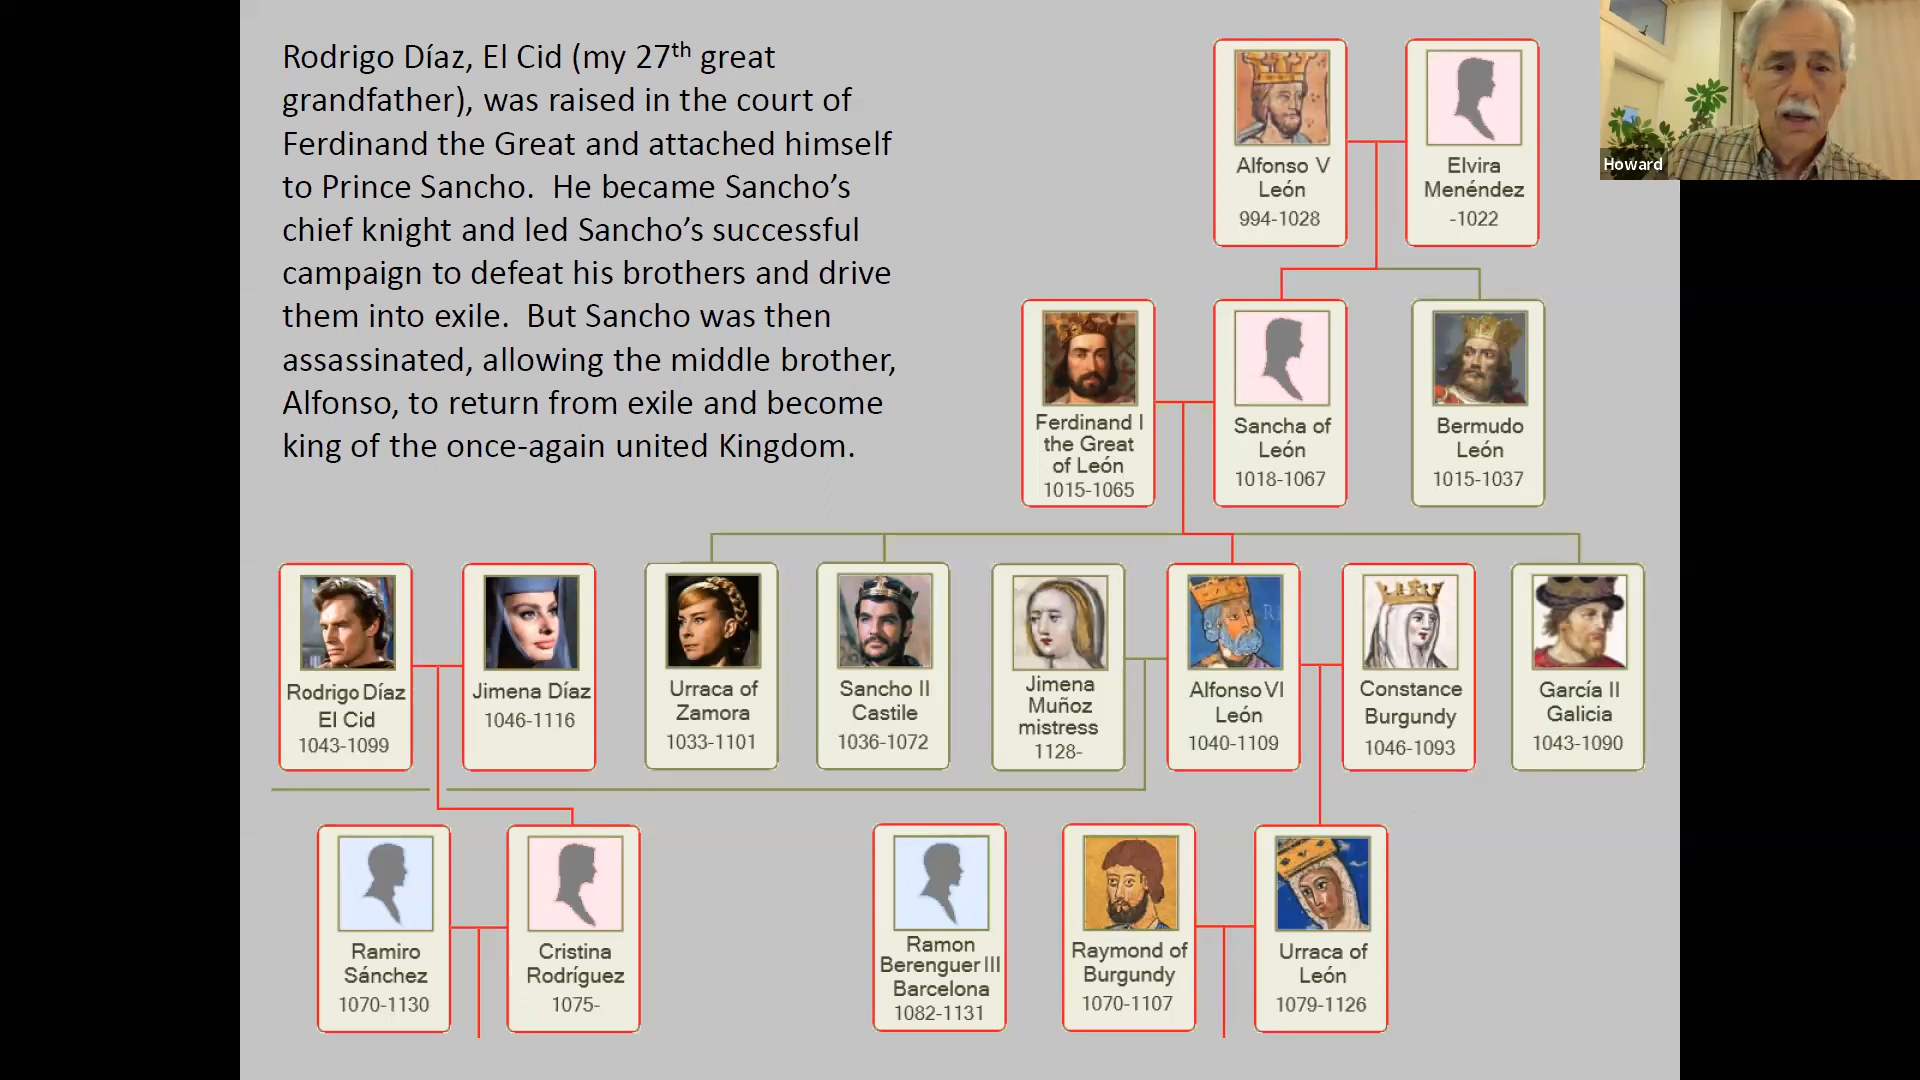 Rodrigo Díaz, El Cid (my 27th great
grandfather), was raised in the court of
Ferdinand the Great and attached himself
to Prince Sancho.  He became Sancho’s
chief knight and led Sancho’s successful
campaign to defeat his brothers and drive
them into exile.  But Sancho was then
assassinated, allowing the middle brother,
Alfonso, to return from exile and become
king of the once-again united Kingdom.
Alfonso V
León
994-1028
Elvira
Menéndez
-1022
Howard
Ferdinand I
the Great
of León
1015-1065
Sancha of
León
1018-1067
Bermudo
León
1015-1037
Rodrigo Díaz
El Cid
1043-1099
Jimena Díaz
1046-1116
Urraca of
Zamora
1033-1101
Sancho II
Castile
1036-1072
Jimena
Muñoz
mistress
1128-
Alfonso VI
León
1040-1109
Constance
Burgundy
1046-1093
García II
Galicia
1043-1090
Ramiro
Sánchez
1070-1130
Cristina
Rodríguez
1075-
Ramon
Berenguer III
Barcelona
1082-1131
Raymond of
Burgundy
1070-1107
Urraca of
León
1079-1126